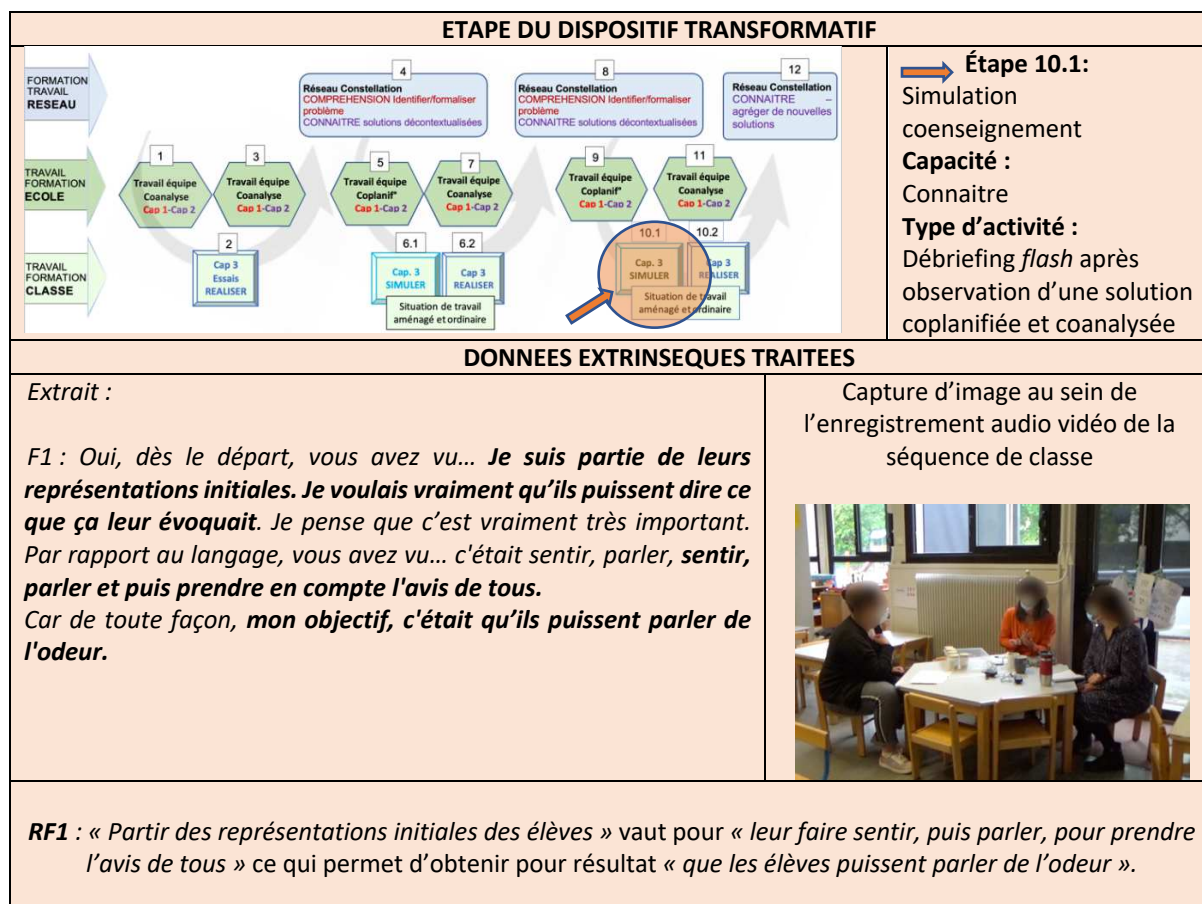 ETAPE DU DISPOSITIF TRANSFORMATIF
FORMATION
TRAVAIL
RESEAU
4
Réseau Constellation
COMPREHENSION Identifier/formaliser
problème
CONNAITRE solutions décontextualisées
8
Réseau Constellation
COMPREHENSION Identifier/formaliser
problème
CONNAITRE solutions décontextualisées
12
Réseau Constellation
CONNAITRE –
agréger de nouvelles
solutions
TRAVAIL
FORMATION
ECOLE
1
Travail équipe
Coanalyse
Cap 1-Cap 2
3
Travail équipe
Coanalyse
Cap 1-Cap 2
5
Travail équipe
Coplanif°
Cap 1-Cap 2
7
Travail équipe
Coanalyse
Cap 1-Cap 2
9
Travail équipe
Coplanif°
Cap 1-Cap 2
11
Travail équipe
Coanalyse
Cap 1-Cap 2
TRAVAIL
FORMATION
CLASSE
2
Cap 3
Essais
REALISER
6.1
Cap. 3
SIMULER
6.2
Cap 3
REALISER
Situation de travail
aménagé et ordinaire
10.1
Cap. 3
SIMULER
10.2
Cap 3
REALISER
Situation de travail
aménagé et ordinaire
Étape 10.1:
Simulation
coenseignement
Capacité :
Connaitre
Type d’activité :
Débriefing flash après
observation d’une solution
coplanifiée et coanalysée
DONNEES EXTRINSEQUES TRAITEES
Extrait :
F1 : Oui, dès le départ, vous avez vu… Je suis partie de leurs
représentations initiales. Je voulais vraiment qu’ils puissent dire ce
que ça leur évoquait. Je pense que c’est vraiment très important.
Par rapport au langage, vous avez vu… c'était sentir, parler, sentir,
parler et puis prendre en compte l'avis de tous.
Car de toute façon, mon objectif, c'était qu’ils puissent parler de
l'odeur.
Capture d’image au sein de
l’enregistrement audio vidéo de la
séquence de classe
RF1 : « Partir des représentations initiales des élèves » vaut pour « leur faire sentir, puis parler, pour prendre
l’avis de tous » ce qui permet d’obtenir pour résultat « que les élèves puissent parler de l’odeur ».